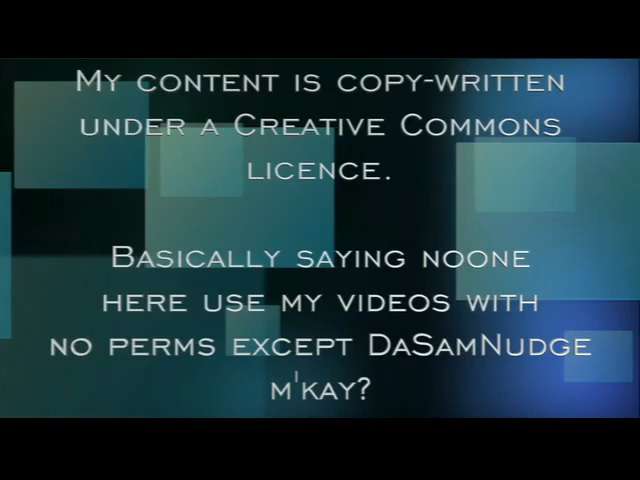 My content is copy-written
under a Creative Commons
licence.
Basically saying noone
here use my videos with
no perms except DaSamNudge
m'kay?